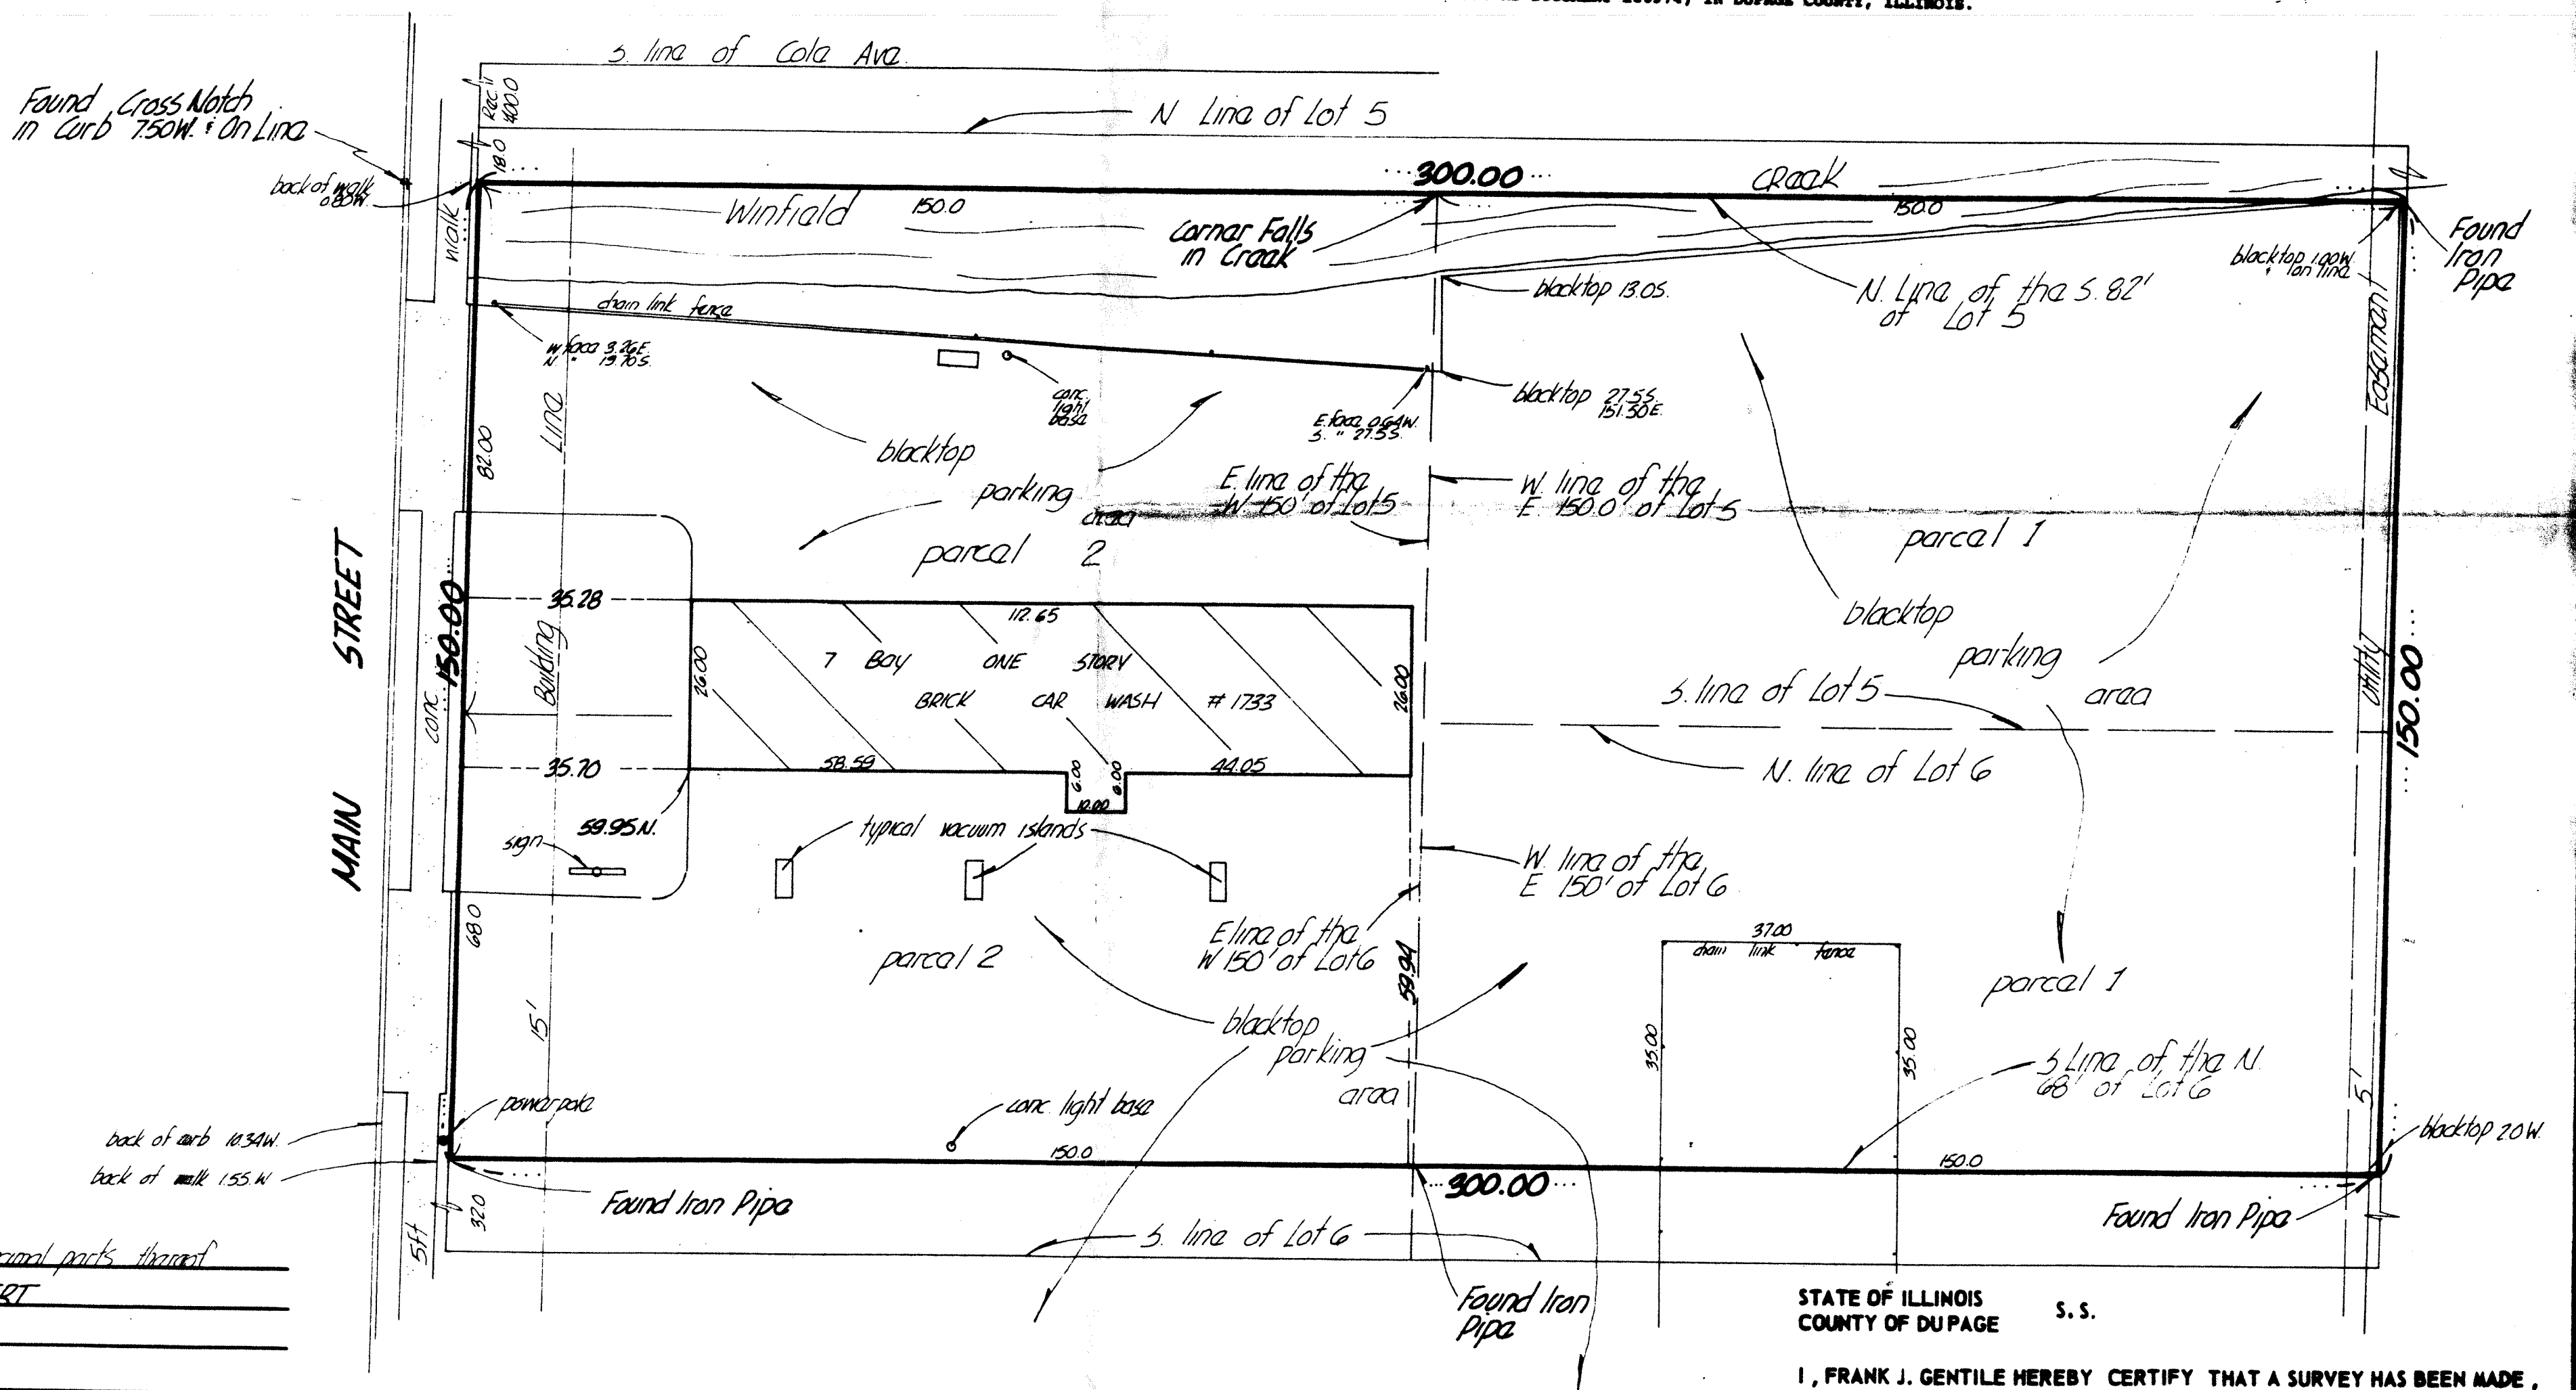 IN DUPAGE COUNTY, ILLINOIS.
S. line of Cole Ave.
Found Cross Notch
in Curb 7.50W. & On Line
Rec'd
400.0
N Line of Lot 5
18.0
back of walk
0.80W.
walk
300.00
Winfield
150.0
Creek
150.0
Corner Falls
in Creek
Found
Iron
Pipe
blacktop 1.00W.
& on line
blacktop 13.0S.
N. Line of the S. 82'
of Lot 5
Easement
chain link fence
W face 3.26E.
N " 19.70S.
conc.
light
base
blacktop 27.5S.
151.50E.
E. face 0.64W.
S. " 27.5S.
Line
82.00
blacktop
parking
area
E. line of the
W 150' of Lot 5
W. line of the
E 150.0' of Lot 5
parcel 2
parcel 1
MAIN STREET
150.00
35.28
112.65
Building
26.00
7 BAY ONE STORY
BRICK CAR WASH # 1733
26.00
blacktop
parking
area
S. line of Lot 5
N. line of Lot 6
Utility
150.00
conc.
35.70
58.59
6.00
6.00
10.00
44.05
59.95 N.
sign
typical vacuum islands
W. line of the
E 150' of Lot 6
68.0
E line of the
W 150' of Lot 6
parcel 2
59.94
37.00
chain link fence
35.00
35.00
parcel 1
15'
blacktop
parking
area
S Line of the N.
68' of Lot 6
5'
power pole
conc. light base
back of curb 10.34W.
back of walk 1.55.W
blacktop 2.0W.
150.0
150.0
300.00
Found Iron Pipe
Found Iron Pipe
32.0
5ft
S. line of Lot 6
Found Iron
Pipe
parts thereof
STATE OF ILLINOIS
COUNTY OF DU PAGE S. S.
I, FRANK J. GENTILE HEREBY CERTIFY THAT A SURVEY HAS BEEN MADE,